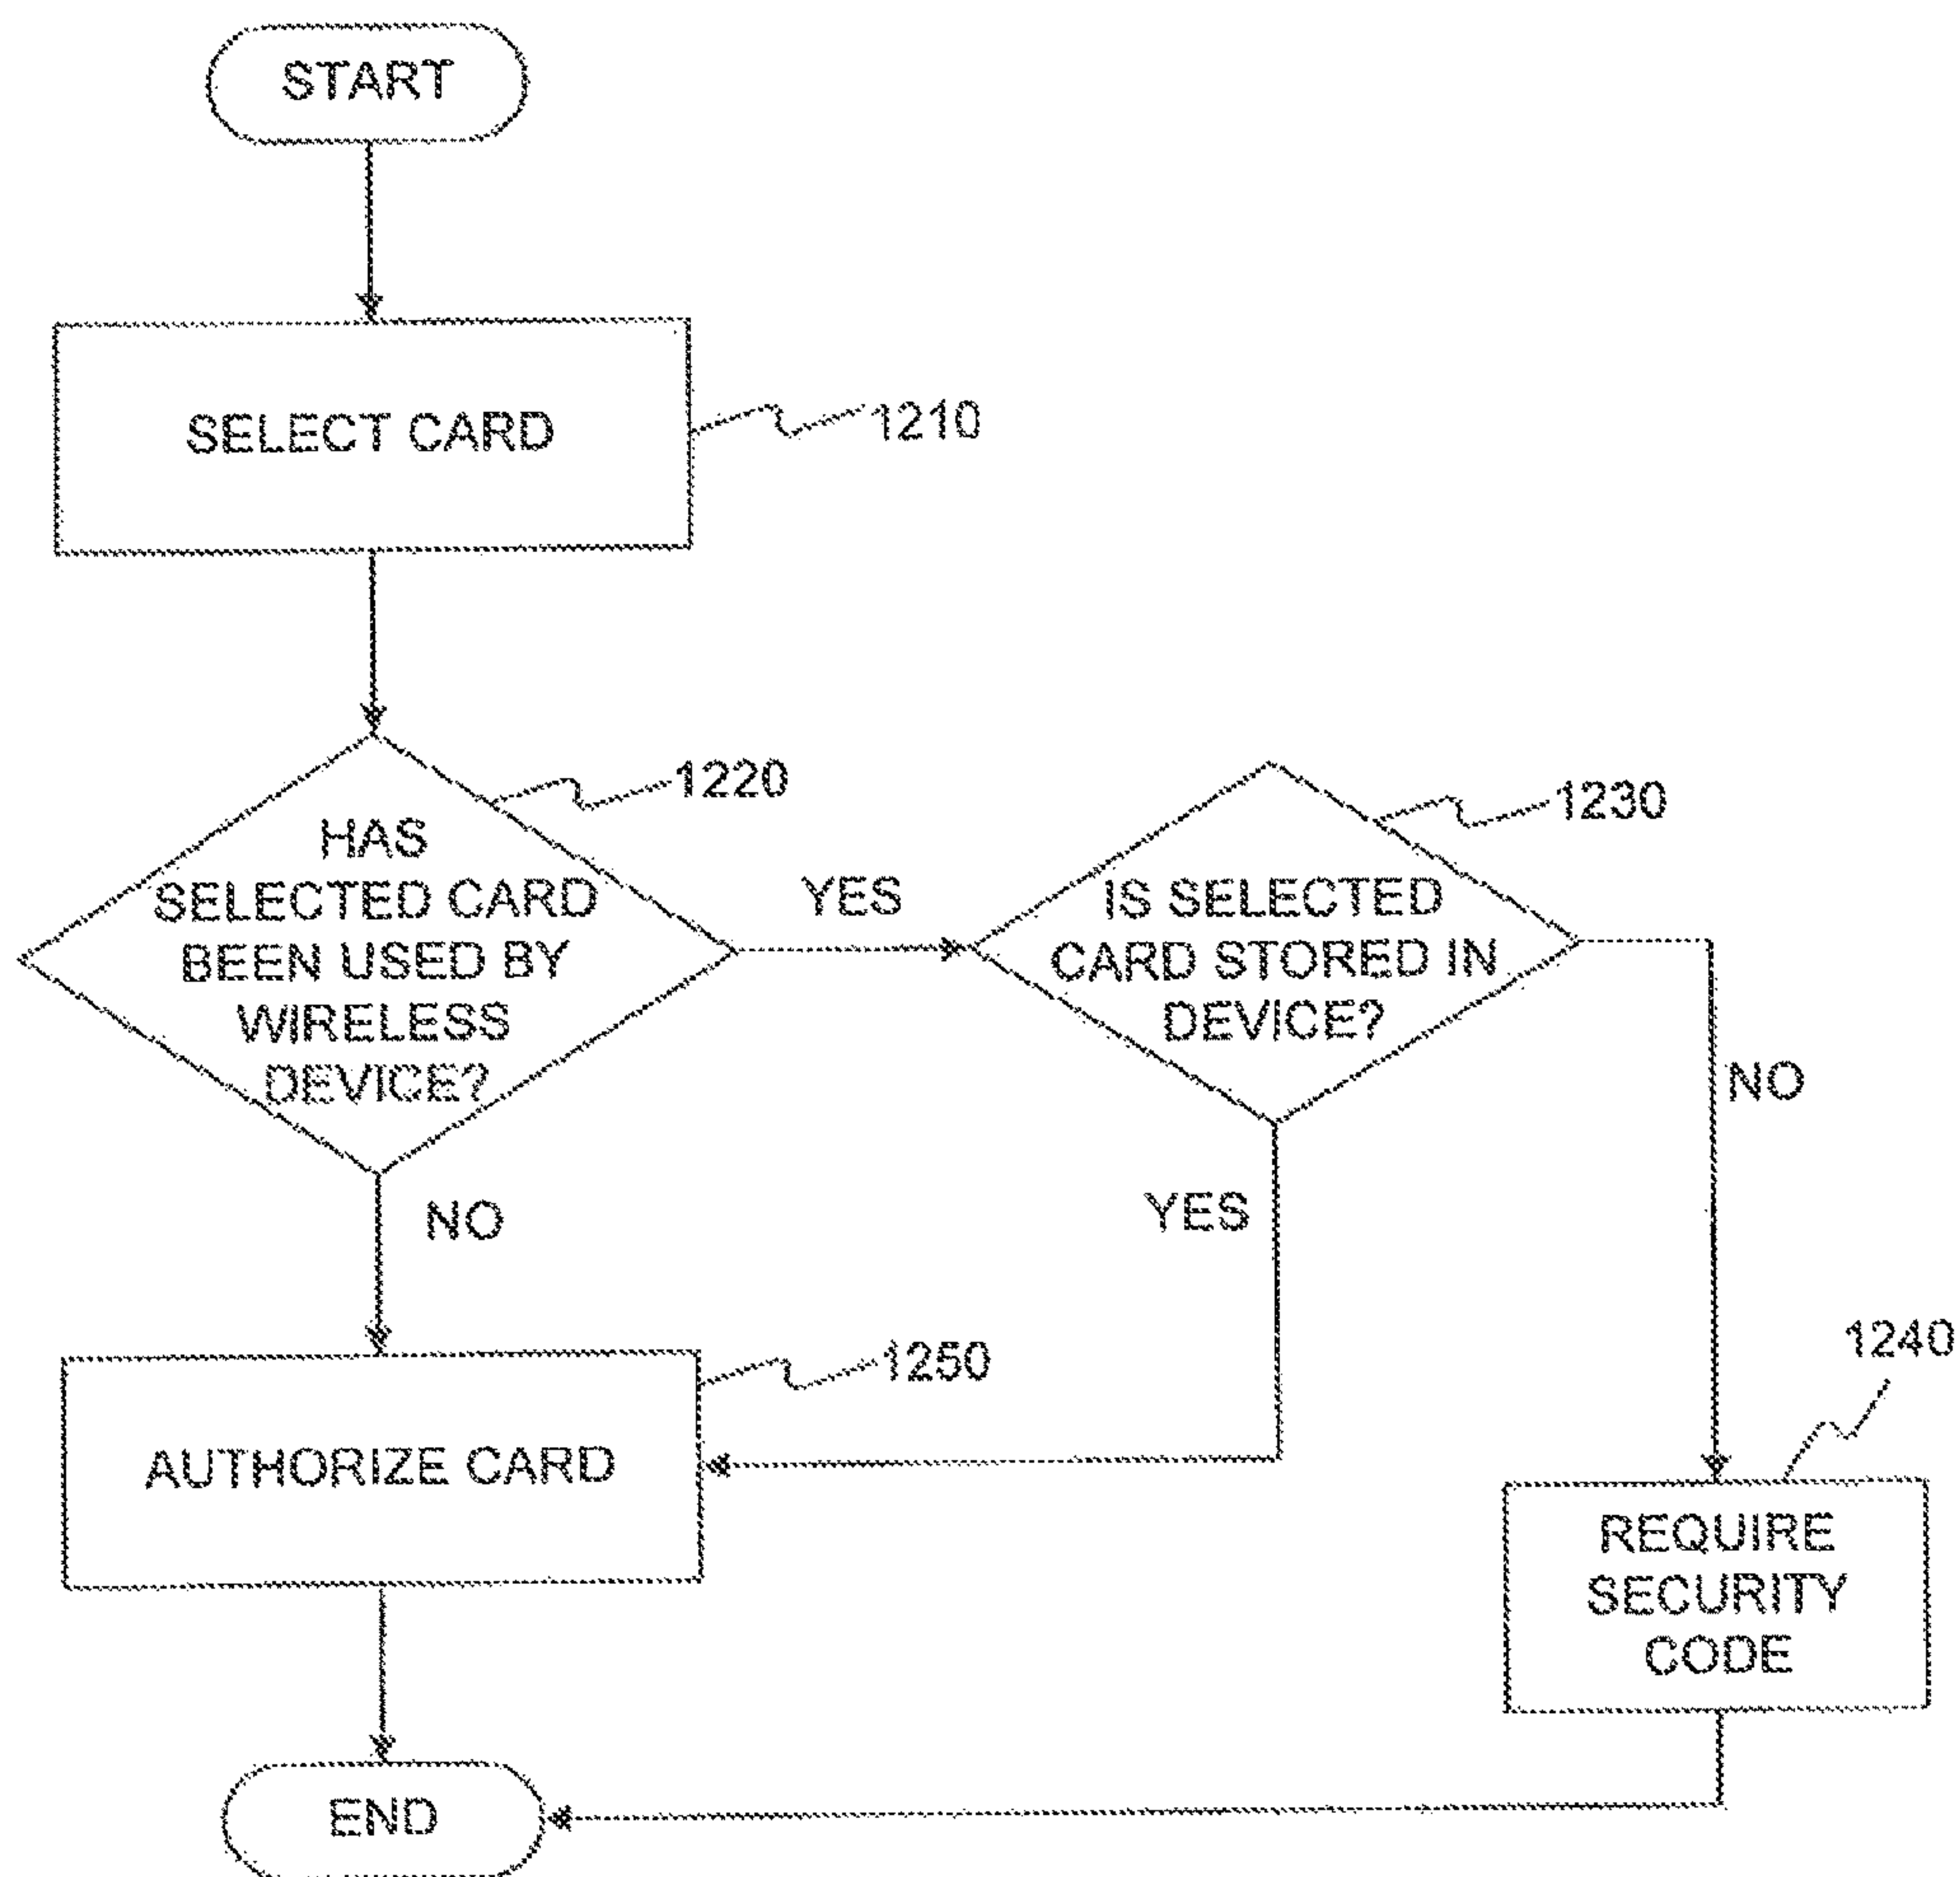 START
SELECT CARD
1210
HAS
SELECTED CARD
BEEN USED BY
WIRELESS
DEVICE?
1220
YES
IS SELECTED
CARD STORED IN
DEVICE?
1230
NO
YES
NO
AUTHORIZE CARD
1250
1240
REQUIRE
SECURITY
CODE
END